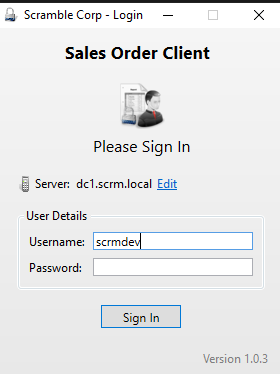 Scramble Corp - Login
Sales Order Client
Please Sign In
Server: dc1.scrm.local Edit
User Details
Username: scrmdev
Password:
Sign In
Version 1.0.3